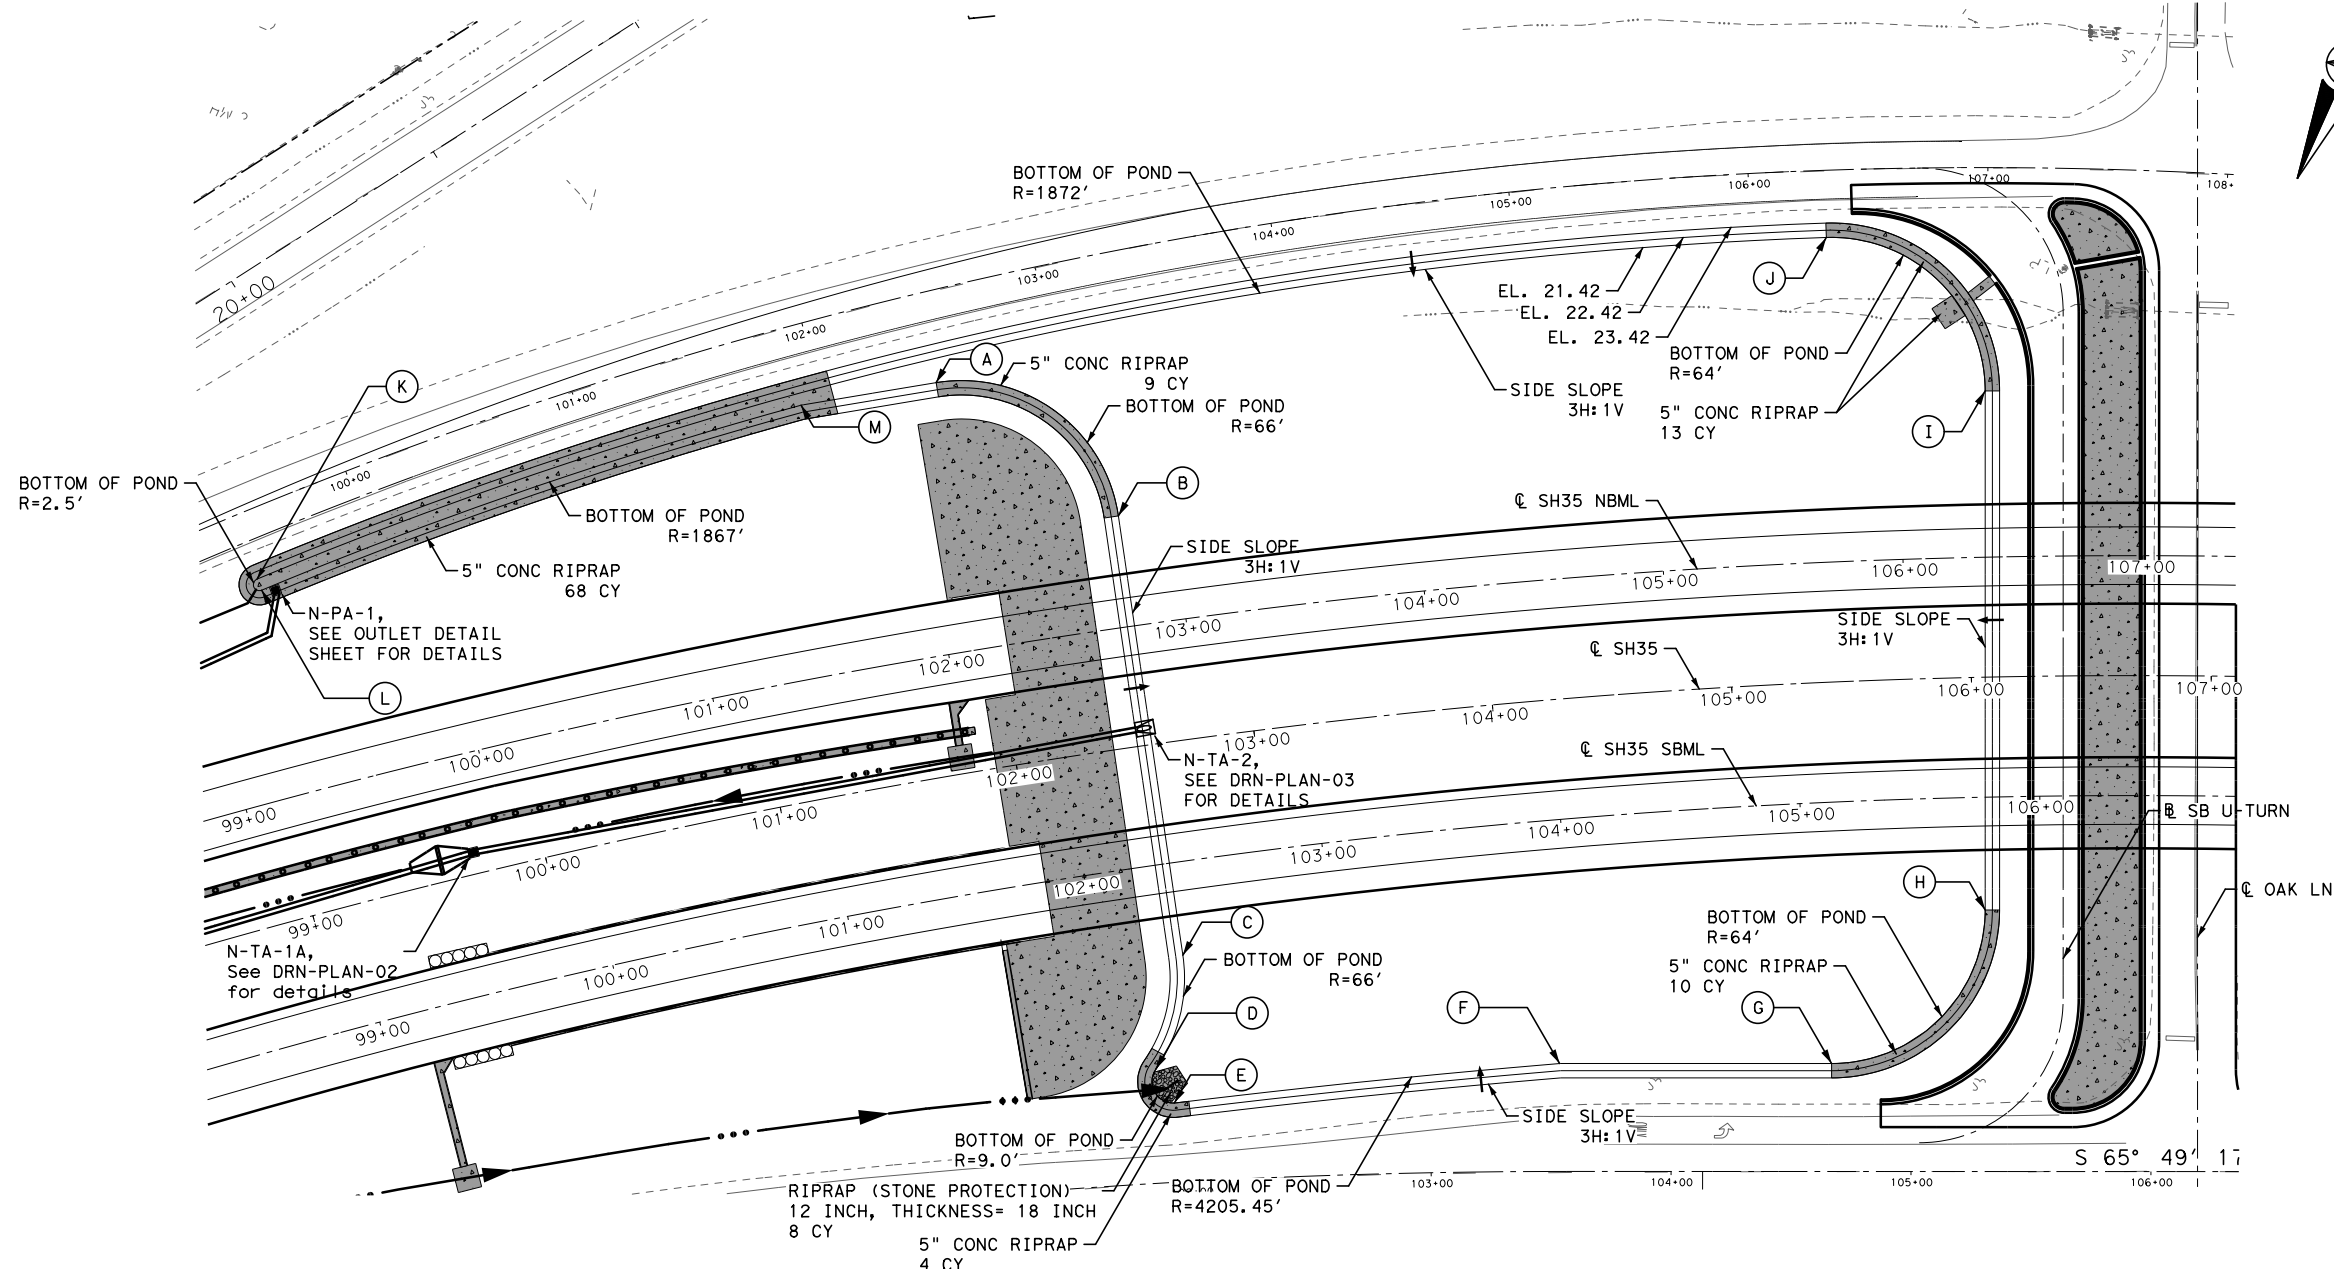 BOTTOM OF POND
R=1872′
106+00
107+00
108+
105+00
104+00
103+00
102+00
101+00
100+00
20+00
EL. 21.42
EL. 22.42
EL. 23.42
J
BOTTOM OF POND
R=64′
SIDE SLOPE
3H:1V
5" CONC RIPRAP
13 CY
I
K
A
5" CONC RIPRAP
9 CY
BOTTOM OF POND
R=66′
M
B
BOTTOM OF POND
R=2.5′
BOTTOM OF POND
R=1867′
5" CONC RIPRAP
68 CY
SIDE SLOPE
3H:1V
℄ SH35 NBML
N-PA-1,
SEE OUTLET DETAIL
SHEET FOR DETAILS
L
99+00
100+00
101+00
102+00
103+00
104+00
105+00
106+00
107+00
SIDE SLOPE
3H:1V
℄ SH35
99+00
100+00
101+00
102+00
103+00
104+00
105+00
106+00
107+00
N-TA-2,
SEE DRN-PLAN-03
FOR DETAILS
℄ SH35 SBML
99+00
100+00
101+00
102+00
103+00
104+00
105+00
106+00
SB U-TURN
℄ OAK LN
N-TA-1A,
See DRN-PLAN-02
for details
C
BOTTOM OF POND
R=66′
D
E
F
G
H
BOTTOM OF POND
R=64′
5" CONC RIPRAP
10 CY
SIDE SLOPE
3H:1V
BOTTOM OF POND
R=9.0′
RIPRAP (STONE PROTECTION)
12 INCH, THICKNESS= 18 INCH
8 CY
5" CONC RIPRAP
4 CY
BOTTOM OF POND
R=4205.45′
S 65° 49′ 17
103+00
104+00
105+00
106+00